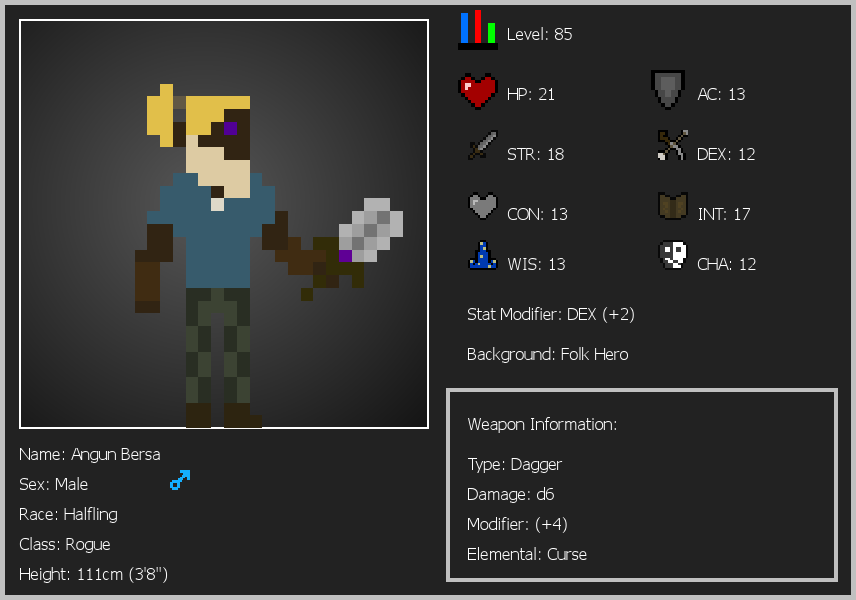 Level: 85
HP: 21
AC: 13
STR: 18
DEX: 12
CON: 13
INT: 17
WIS: 13
CHA: 12
Stat Modifier: DEX (+2)
Background: Folk Hero
Weapon Information:
Type: Dagger
Damage: d6
Modifier: (+4)
Elemental: Curse
Name: Angun Bersa
Sex: Male
Race: Halfling
Class: Rogue
Height: 111cm (3'8")